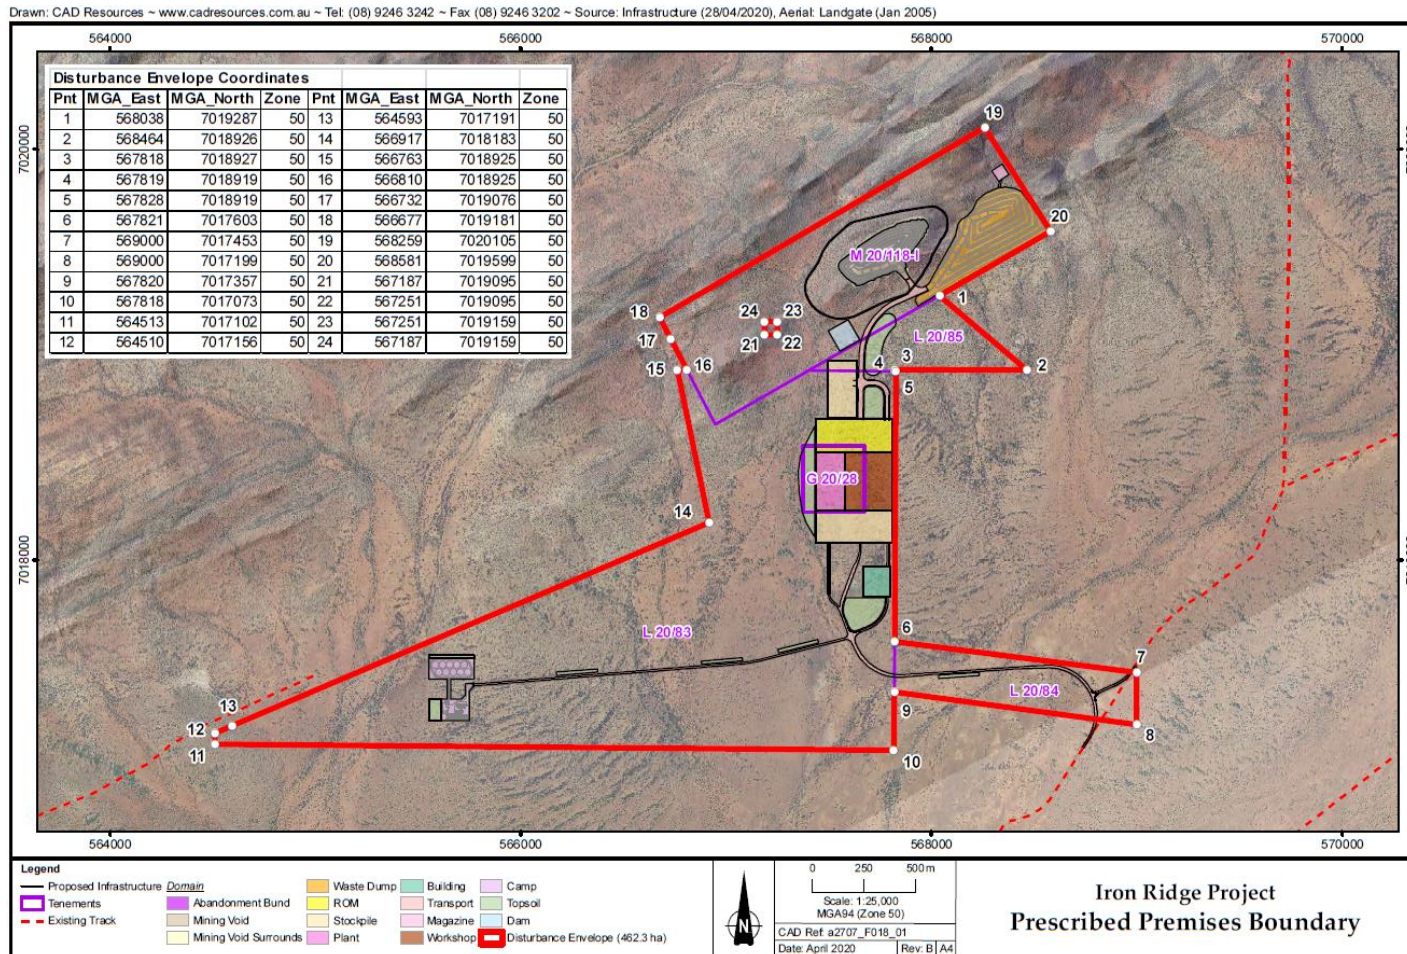 Drawn: CAD Resources ~ www.cadresources.com.au ~ Tel: (08) 9246 3242 ~ Fax (08) 9246 3202 ~ Source: Infrastructure (28/04/2020), Aerial: Landgate (Jan 2005)
564000 566000 568000 570000
Disturbance Envelope Coordinates
Pnt MGA_East MGA_North Zone Pnt MGA_East MGA_North Zone
1 568038 7019287 50 13 564593 7017191 50
2 568464 7018926 50 14 566917 7018183 50
3 567818 7018927 50 15 566763 7018925 50
4 567819 7018919 50 16 566810 7018925 50
5 567828 7018919 50 17 566732 7019076 50
6 567821 7017603 50 18 566677 7019181 50
7 569000 7017453 50 19 568259 7020105 50
8 569000 7017199 50 20 568581 7019599 50
9 567820 7017357 50 21 567187 7019095 50
10 567818 7017073 50 22 567251 7019095 50
11 564513 7017102 50 23 567251 7019159 50
12 564510 7017156 50 24 567187 7019159 50
7020000
19
20
M 20/118-I
1
18
24 23
17
21 22
L 20/85
15 16
4 3
5
2
G 20/28
14
7018000
L 20/83
6
7
L 20/84
9
8
13
12
11
10
564000 566000 568000 570000
Legend
Proposed Infrastructure
Tenements
Existing Track
Domain
Abandonment Bund
Mining Void
Mining Void Surrounds
Waste Dump
ROM
Stockpile
Plant
Building
Transport
Magazine
Workshop
Camp
Topsoil
Dam
Disturbance Envelope (462.3 ha)
N
0 250 500 m
Scale: 1:25,000
MGA94 (Zone 50)
CAD Ref: a2707_F018_01
Date: April 2020 Rev: B A4
Iron Ridge Project
Prescribed Premises Boundary